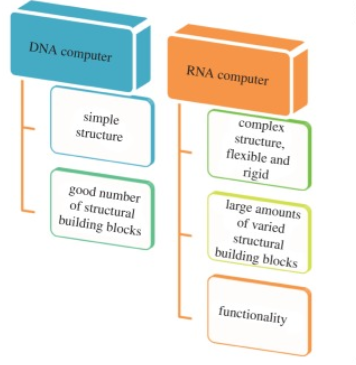 DNA computer
simple
structure
good number
of structural
building blocks
RNA computer
complex
structure,
flexible and
rigid
large amounts
of varied
structural
building blocks
functionality